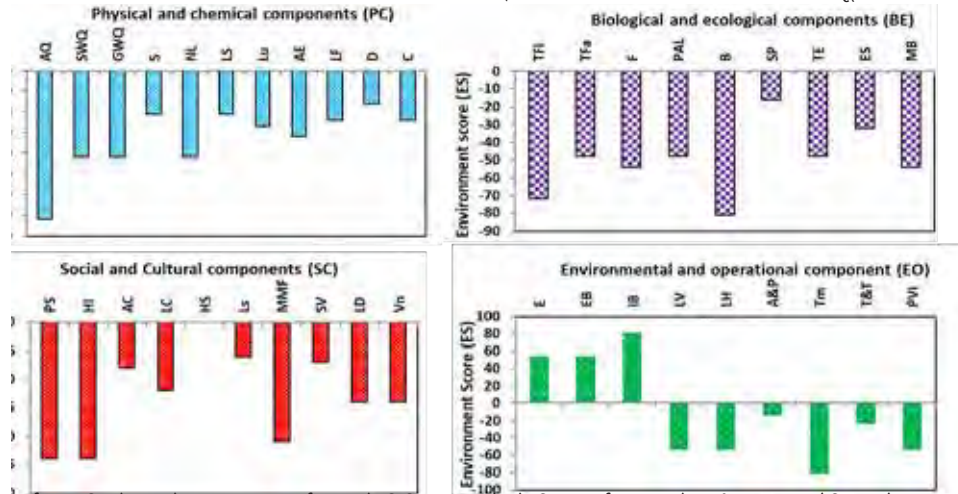 Physical and chemical components (PC)
AQ SWQ GWQ S NL LS Lu AE LF D C
Biological and ecological components (BE)
TFl TFa F PAL B SP TE ES MB
Environment score (ES)
0
-10
-20
-30
-40
-50
-60
-70
-80
-90
Social and Cultural components (SC)
PS HI AC LC HS Ls MMF SV LD Vn
Environmental and operational component (EO)
E EB IB LV LH A&P Tm T&T PVi
Environment Score (ES)
100
80
60
40
20
0
-20
-40
-60
-80
-100